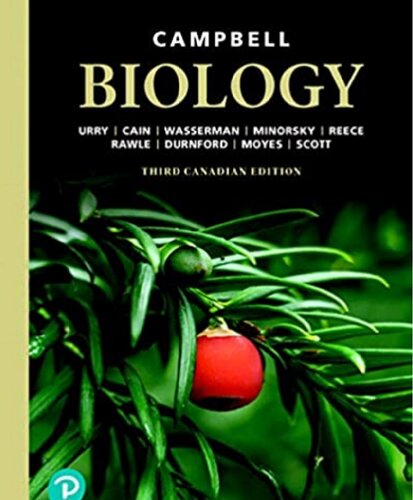 CAMPBELL
BIOLOGY
URRY | CAIN | WASSERMAN | MINORSKY | REECE
RAWLE | DURNFORD | MOYES | SCOTT
THIRD CANADIAN EDITION
P